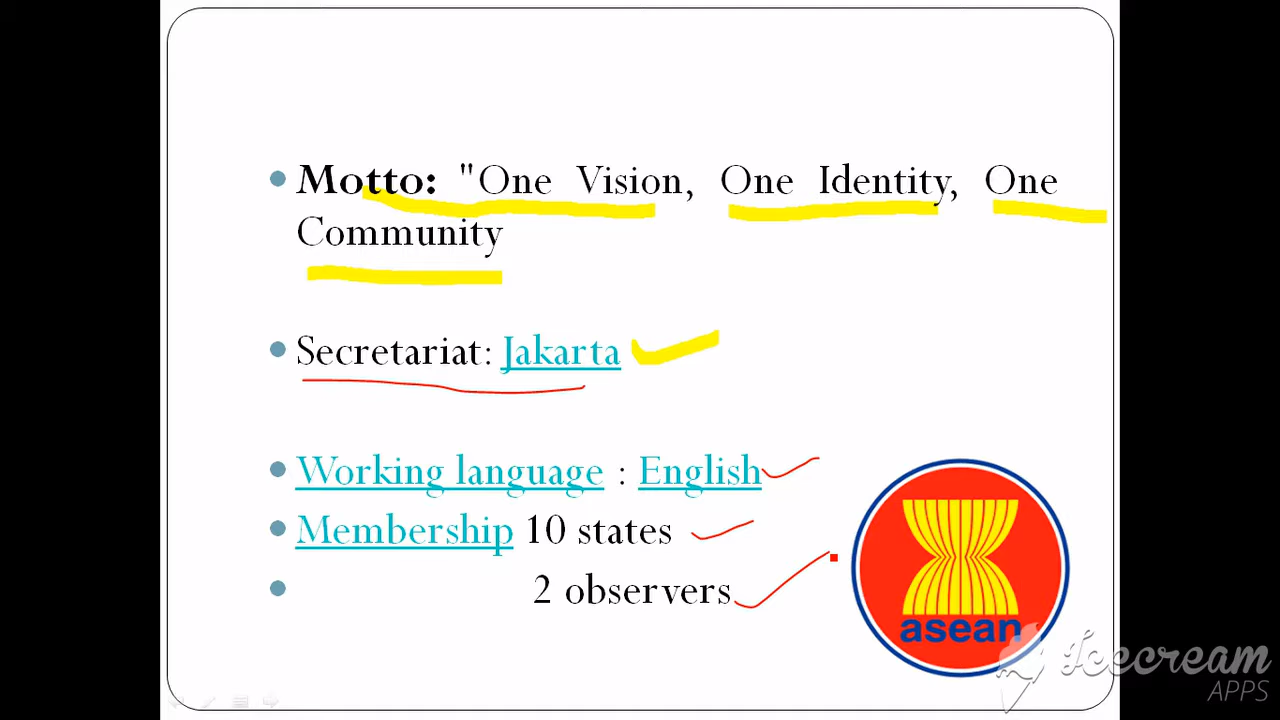 Motto: "One Vision, One Identity, One
Community
Secretariat: Jakarta
Working language : English
Membership 10 states
2 observers
asean
Icecream
APPS